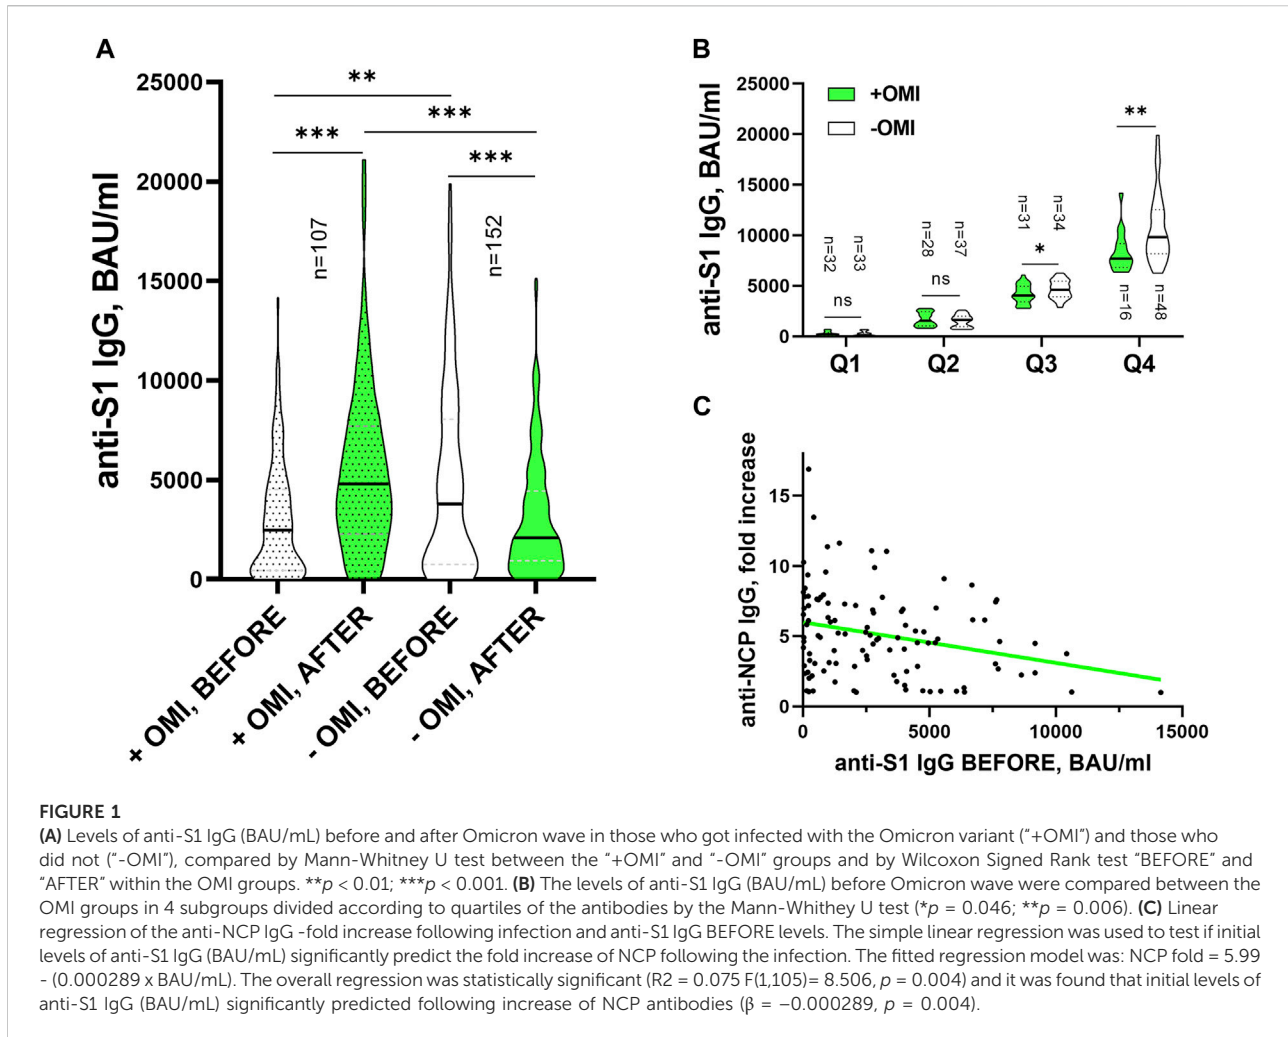 A
anti-S1 IgG, BAU/ml
25000
20000
15000
10000
5000
0
**
***
***
***
n=107
n=152
+ OMI, BEFORE
+ OMI, AFTER
- OMI, BEFORE
- OMI, AFTER
B
anti-S1 IgG, BAU/ml
25000
20000
15000
10000
5000
0
+OMI
-OMI
n=32
n=33
ns
n=28
n=37
ns
n=31
n=34
*
**
n=16
n=48
Q1 Q2 Q3 Q4
C
anti-NCP IgG, fold increase
15
10
5
0
0 5000 10000 15000
anti-S1 IgG BEFORE, BAU/ml
FIGURE 1
(A) Levels of anti-S1 IgG (BAU/mL) before and after Omicron wave in those who got infected with the Omicron variant (“+OMI”) and those who
did not (“-OMI”), compared by Mann-Whitney U test between the “+OMI” and “-OMI” groups and by Wilcoxon Signed Rank test “BEFORE” and
“AFTER” within the OMI groups. **p < 0.01; ***p < 0.001. (B) The levels of anti-S1 IgG (BAU/mL) before Omicron wave were compared between the
OMI groups in 4 subgroups divided according to quartiles of the antibodies by the Mann-Whithey U test (*p = 0.046; **p = 0.006). (C) Linear
regression of the anti-NCP IgG -fold increase following infection and anti-S1 IgG BEFORE levels. The simple linear regression was used to test if initial
levels of anti-S1 IgG (BAU/mL) significantly predict the fold increase of NCP following the infection. The fitted regression model was: NCP fold = 5.99
- (0.000289 x BAU/mL). The overall regression was statistically significant (R2 = 0.075 F(1,105)= 8.506, p = 0.004) and it was found that initial levels of
anti-S1 IgG (BAU/mL) significantly predicted following increase of NCP antibodies (β = −0.000289, p = 0.004).